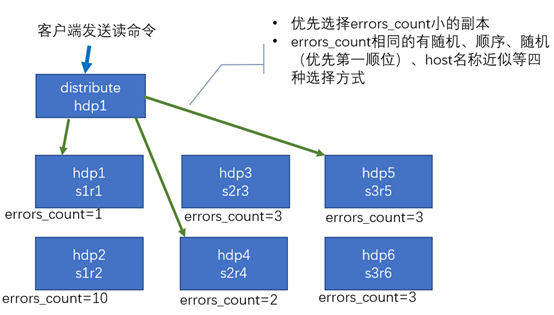 客户端发送读命令
• 优先选择errors_count小的副本
• errors_count相同的有随机、顺序、随机
（优先第一顺位）、host名称近似等四
种选择方式
distribute
hdp1
hdp1
s1r1
errors_count=1
hdp3
s2r3
errors_count=3
hdp5
s3r5
errors_count=3
hdp2
s1r2
errors_count=10
hdp4
s2r4
errors_count=2
hdp6
s3r6
errors_count=3